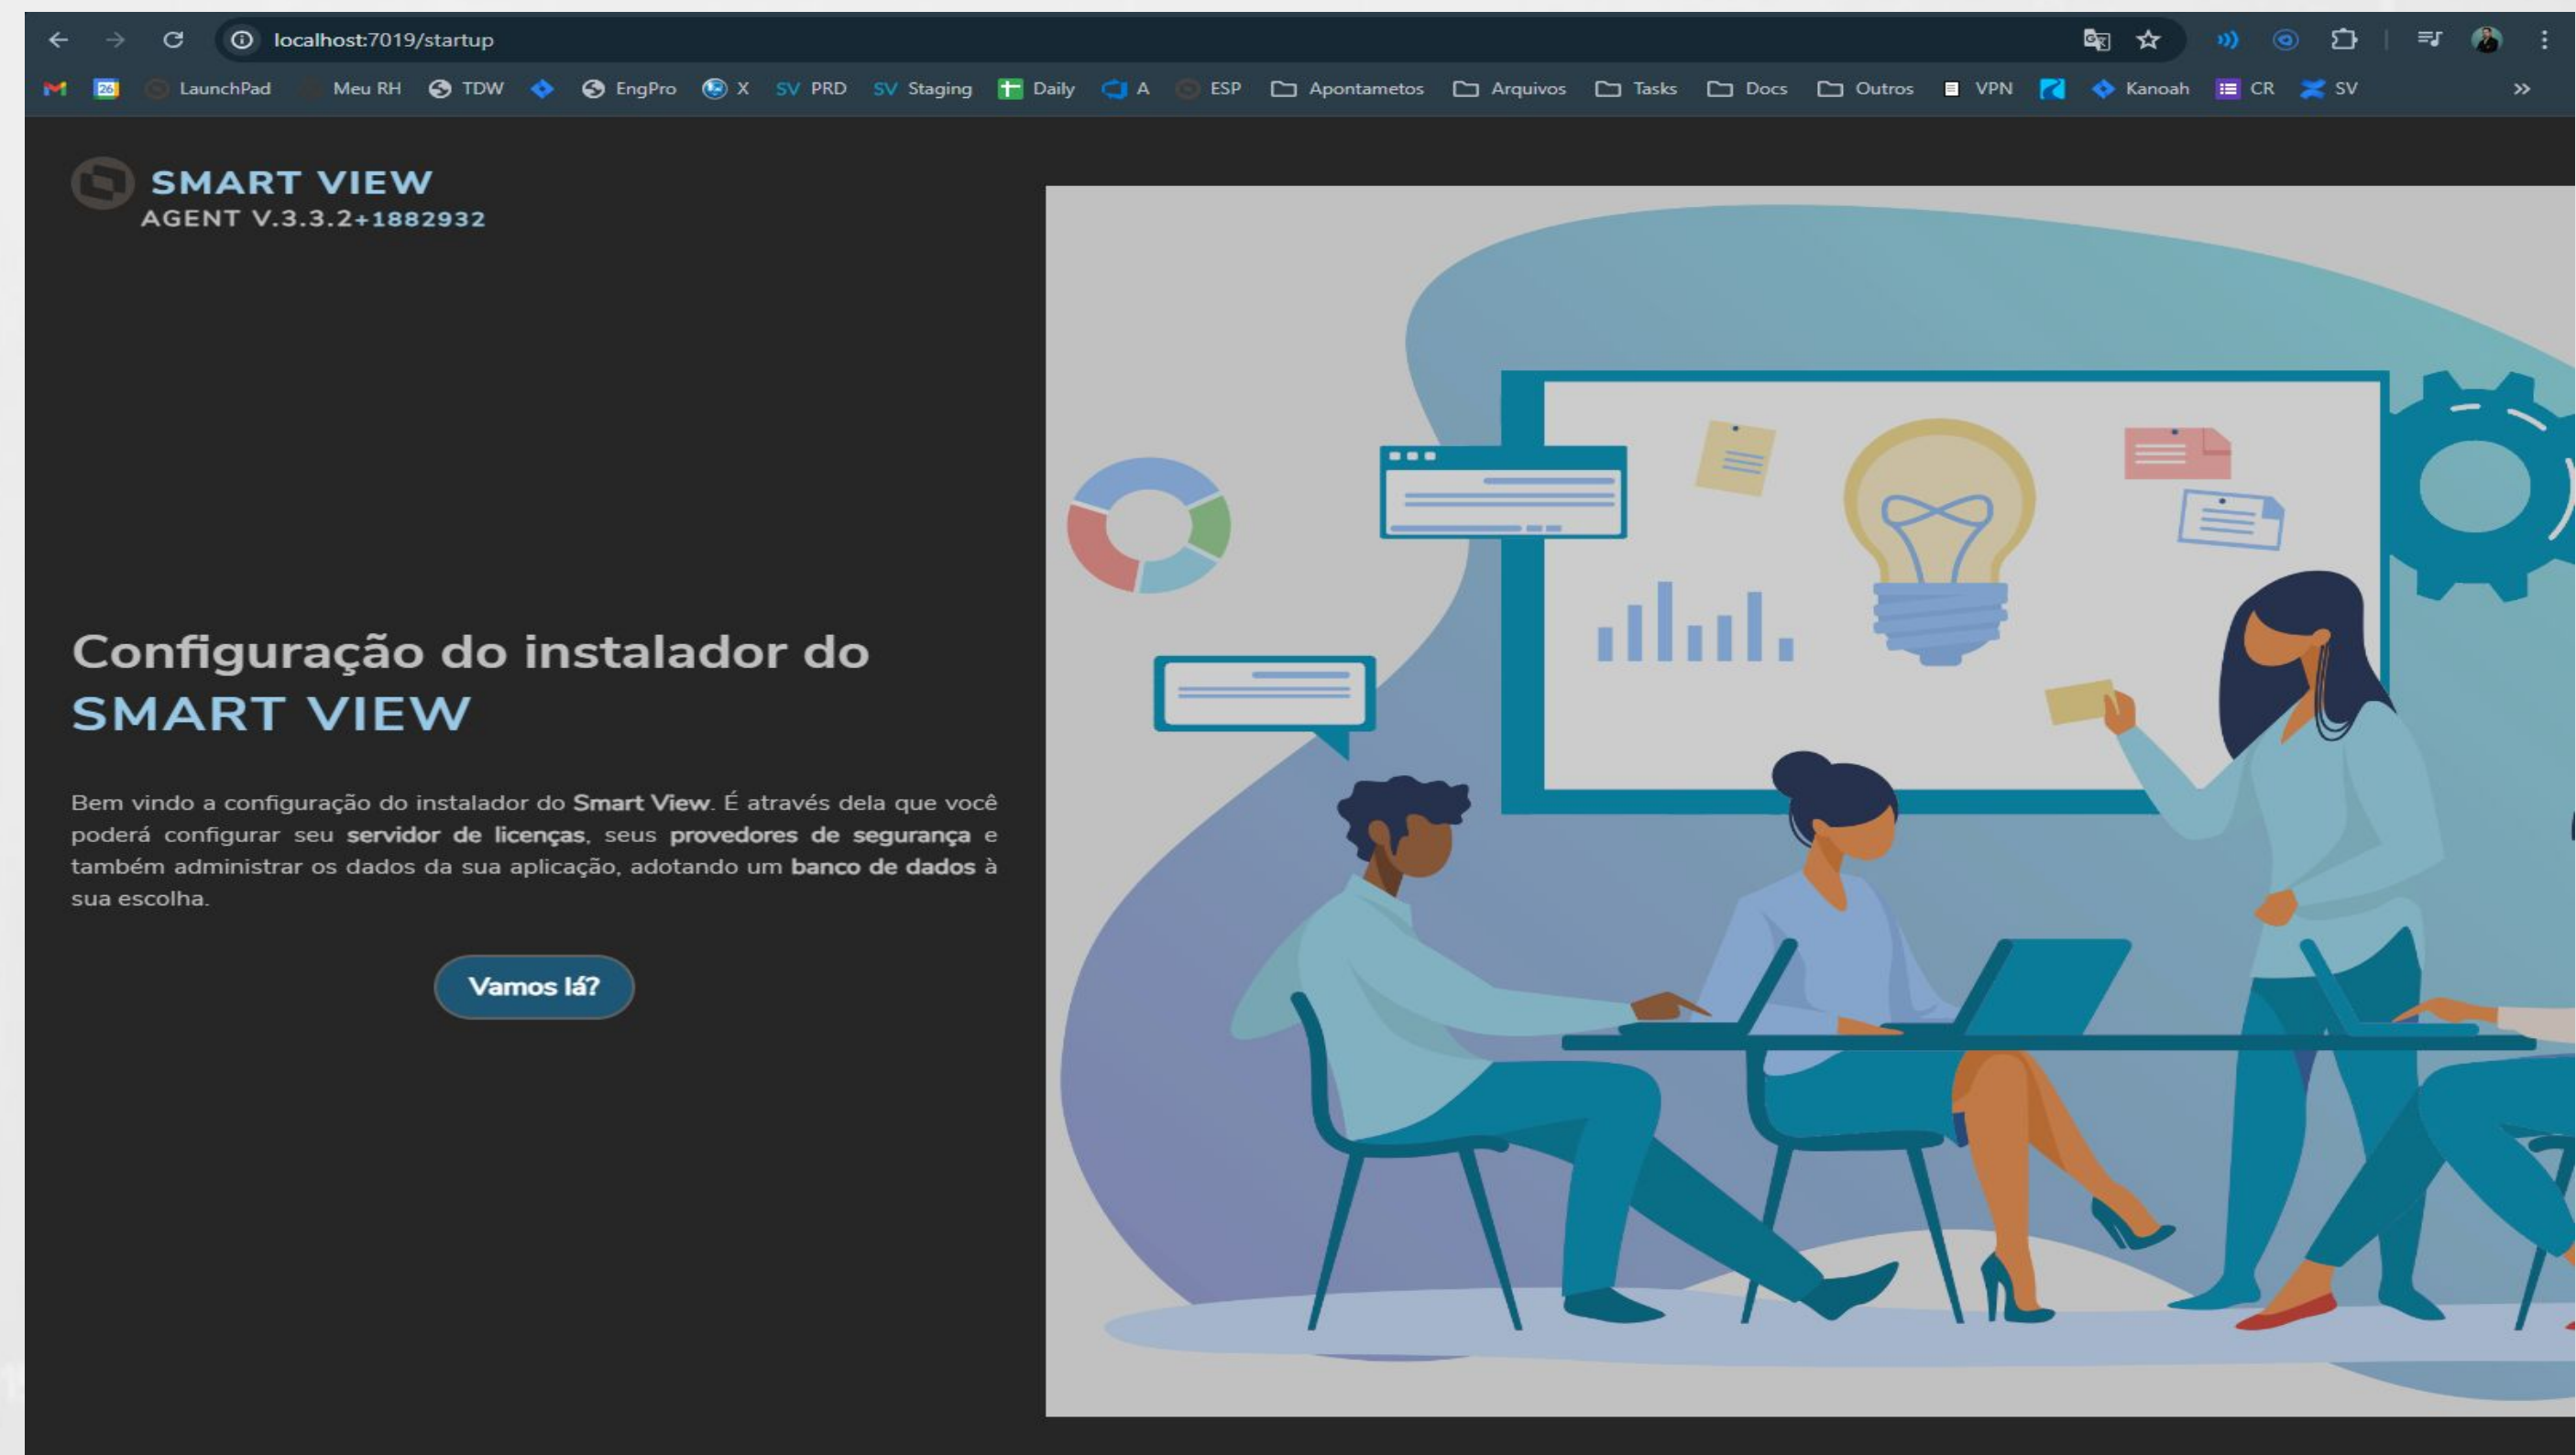 localhost:7019/startup
26 LaunchPad Meu RH TDW EngPro X SV PRD SV Staging Daily A ESP Apontametos Arquivos Tasks Docs Outros VPN Kanoah CR SV »
SMART VIEW
AGENT V.3.3.2+1882932
Configuração do instalador do
SMART VIEW
Bem vindo a configuração do instalador do Smart View. É através dela que você
poderá configurar seu servidor de licenças, seus provedores de segurança e
também administrar os dados da sua aplicação, adotando um banco de dados à
sua escolha.
Vamos lá?